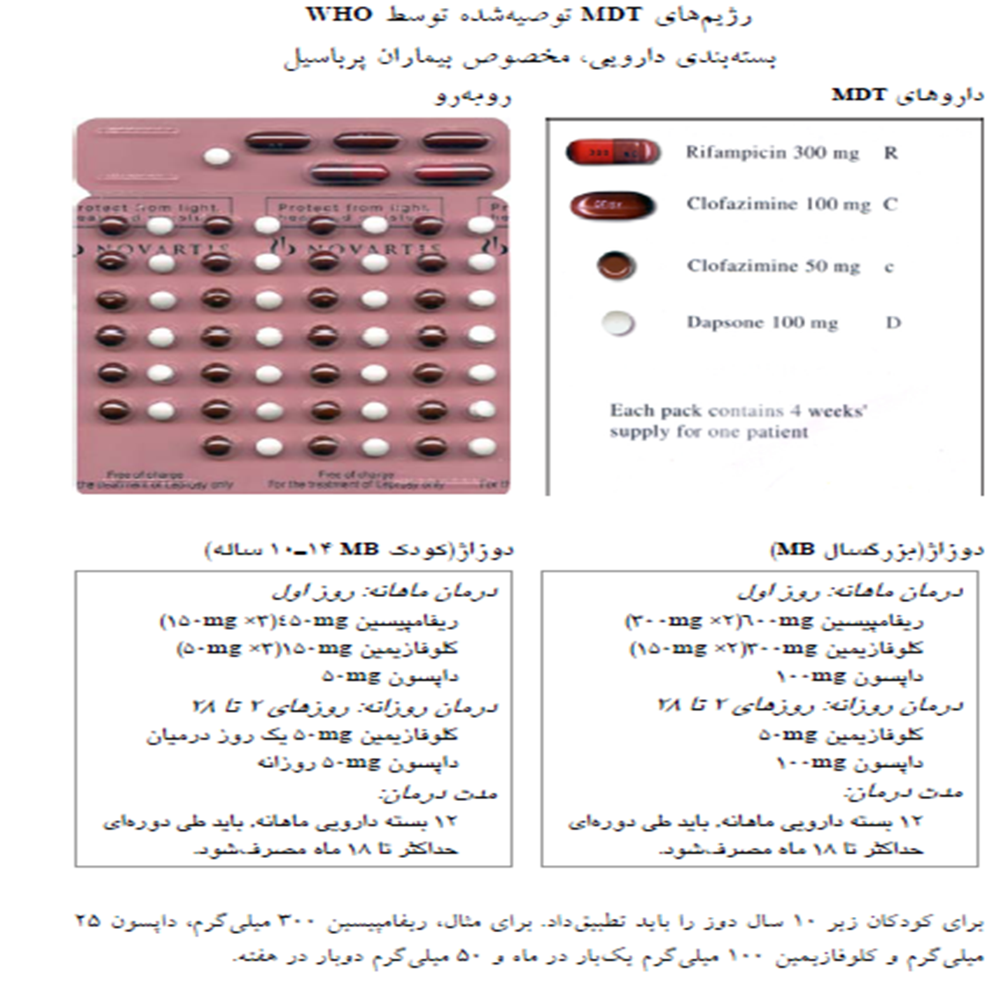 رژیم‌های MDT توصیه‌شده توسط WHO
بسته‌بندی دارویی، مخصوص بیماران پرباسیل
داروهای MDT
روبه‌رو
Rifampicin 300 mg R
Clofazimine 100 mg C
Clofazimine 50 mg c
Dapsone 100 mg D
Each pack contains 4 weeks'
supply for one patient
Protect from light.
NOVARTIS
NOVARTIS
Free of charge
Free of charge
For the treatment of Leprosy only
دوزاژ(بزرگسال MB)
درمان ماهانه: روز اول
ریفامپیسین ۶۰۰mg(۲× ۳۰۰mg)
کلوفازیمین ۳۰۰mg(۲× ۱۵۰mg)
داپسون ۱۰۰mg
درمان روزانه: روزهای ۲ تا ۲۸
کلوفازیمین ۵۰mg
داپسون ۱۰۰mg
مدت درمان:
۱۲ بسته دارویی ماهانه. باید طی دوره‌ای
حداکثر تا ۱۸ ماه مصرف‌شود.
دوزاژ(کودک MB ۱۰ـ۱۴ ساله)
درمان ماهانه: روز اول
ریفامپیسین ۴۵۰mg(۳× ۱۵۰mg)
کلوفازیمین ۱۵۰mg(۳× ۵۰mg)
داپسون ۵۰mg
درمان روزانه: روزهای ۲ تا ۲۸
کلوفازیمین ۵۰mg یک روز درمیان
داپسون ۵۰mg روزانه
مدت درمان:
۱۲ بسته دارویی ماهانه. باید طی دوره‌ای
حداکثر تا ۱۸ ماه مصرف‌شود.
برای کودکان زیر ۱۰ سال دوز را باید تطبیق‌داد. برای مثال، ریفامپیسین ۳۰۰ میلی‌گرم، داپسون ۲۵
میلی‌گرم و کلوفازیمین ۱۰۰ میلی‌گرم یک‌بار در ماه و ۵۰ میلی‌گرم دوبار در هفته.